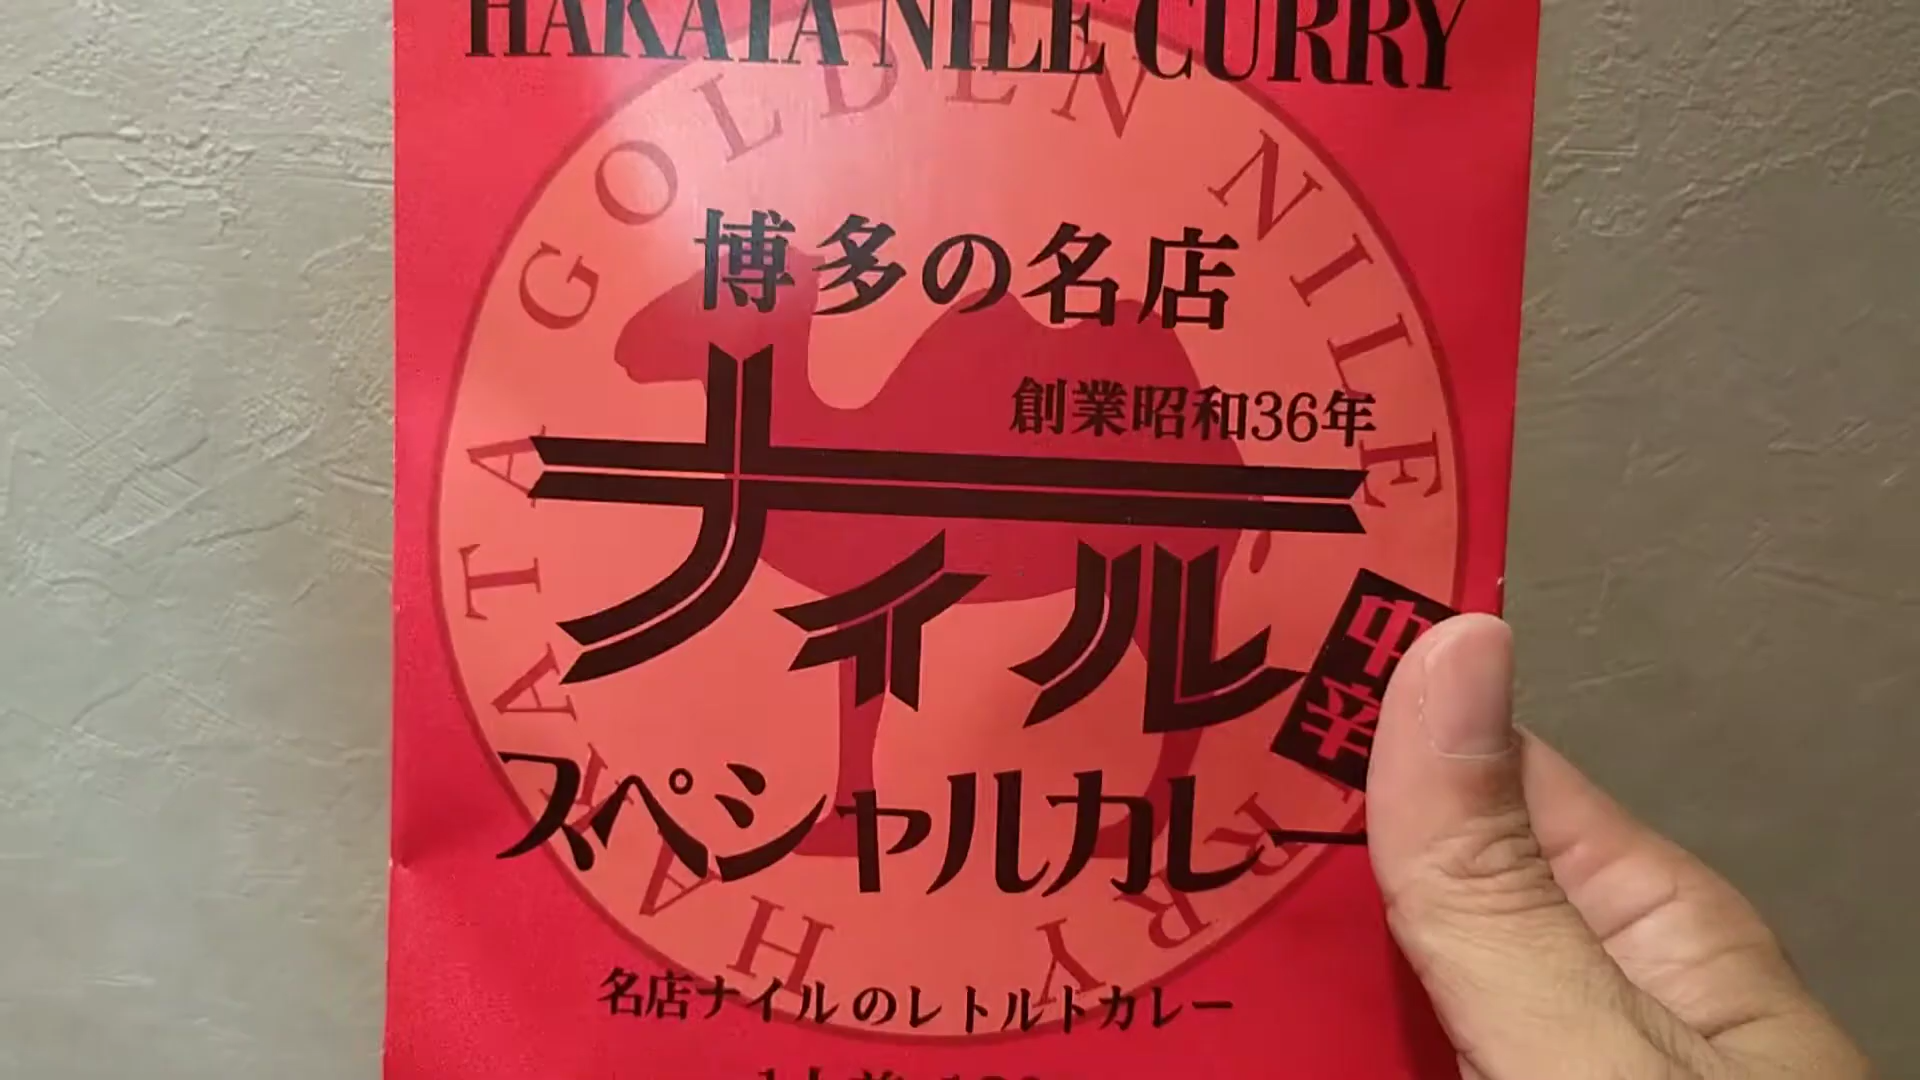 HAKATA NILE CURRY
HAKATA GOLDEN NILE
博多の名店
創業昭和36年
ナイル
中辛
スペシャルカレー
名店ナイルのレトルトカレー